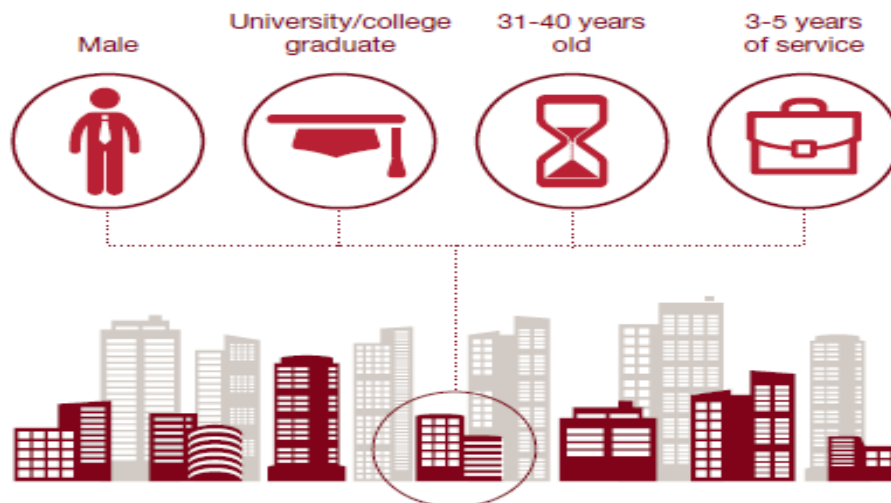 Male
University/college
graduate
31-40 years
old
3-5 years
of service